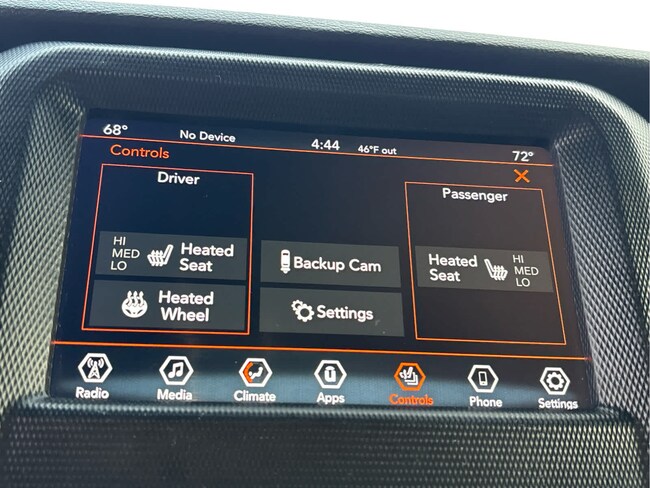 68°
No Device
4:44
46°F out
72°
Controls
Driver
HI
MED
LO
Heated
Seat
Heated
Wheel
Backup Cam
Settings
Passenger
Heated
Seat
HI
MED
LO
Radio
Media
Climate
Apps
Controls
Phone
Settings